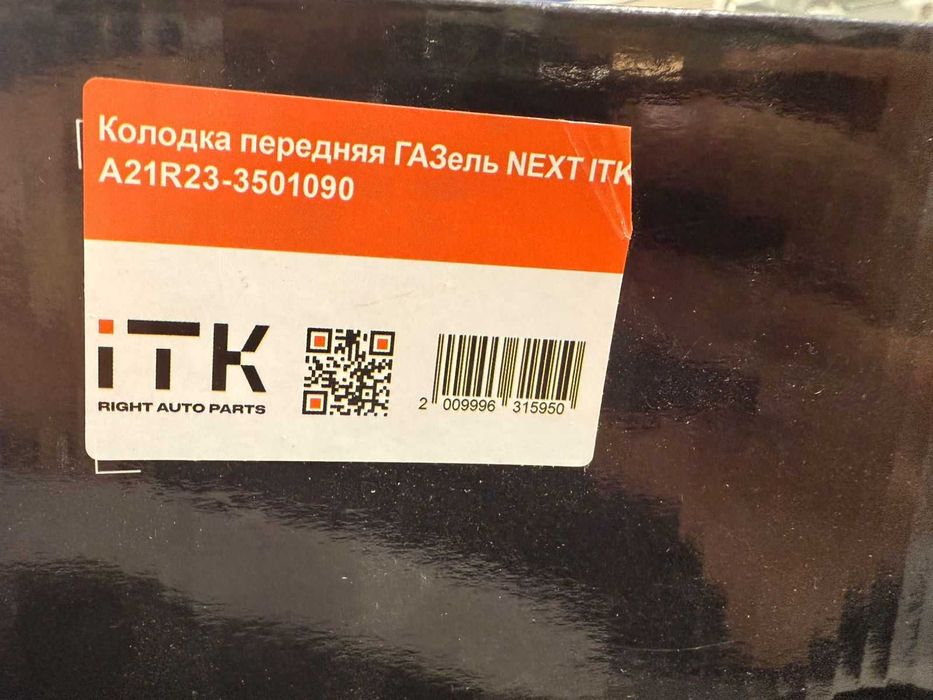 Колодка передняя ГАЗель NEXT ITK
A21R23-3501090
iTK
RIGHT AUTO PARTS
2 009996 315950